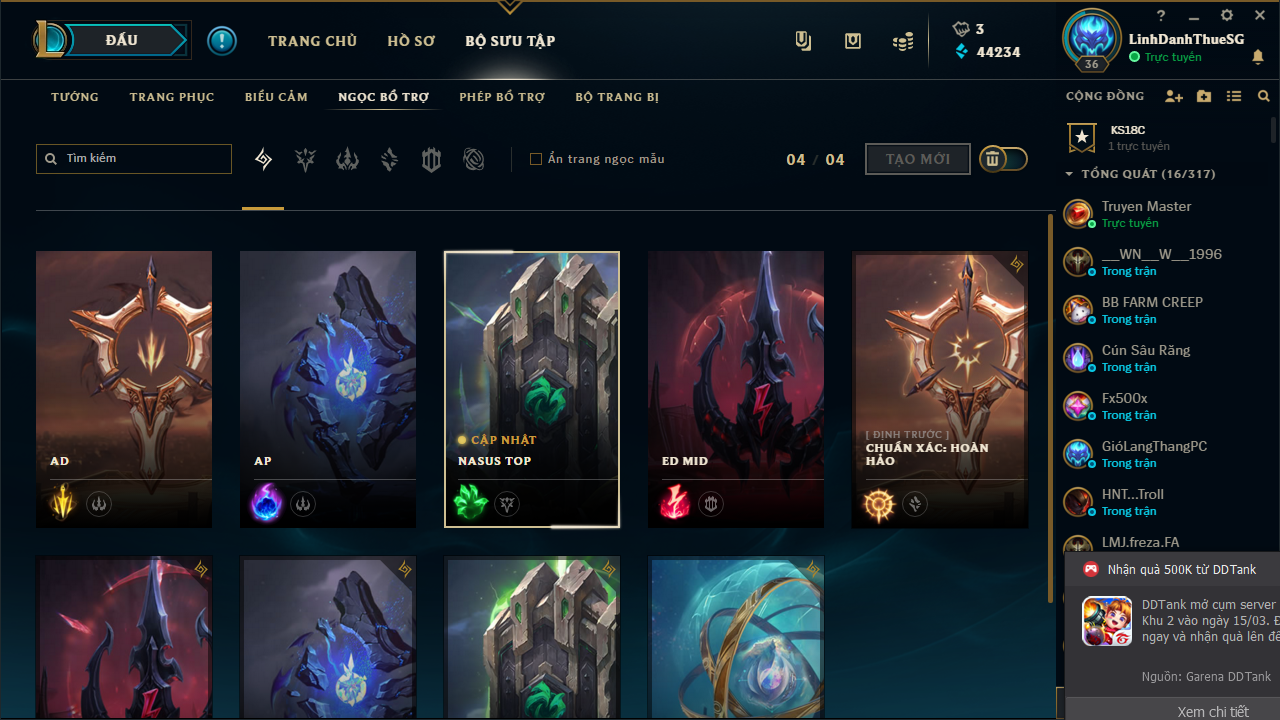 ĐẤU
TRANG CHỦ
HỒ SƠ
BỘ SƯU TẬP
3
44234
36
LinhDanhThueSG
Trực tuyến
TƯỚNG
TRANG PHỤC
BIỂU CẢM
NGỌC BỔ TRỢ
PHÉP BỔ TRỢ
BỘ TRANG BỊ
Tìm kiếm
Ẩn trang ngọc mẫu
04 / 04
TẠO MỚI
AD
AP
CẬP NHẬT
NASUS TOP
ED MID
[ ĐỊNH TRƯỚC ]
CHUẨN XÁC: HOÀN
HẢO
CỘNG ĐỒNG
KS18C
1 trực tuyến
TỔNG QUÁT (16/317)
Truyen Master
Trực tuyến
__WN__W__1996
Trong trận
BB FARM CREEP
Trong trận
Cún Sâu Răng
Trong trận
Fx500x
Trong trận
GióLangThangPC
Trong trận
HNT...Troll
Trong trận
LMJ.freza.FA
Nhận quà 500K từ DDTank
DDTank mở cụm server
Khu 2 vào ngày 15/03. Đ
ngay và nhận quà lên đế
Nguồn: Garena DDTank
Xem chi tiết